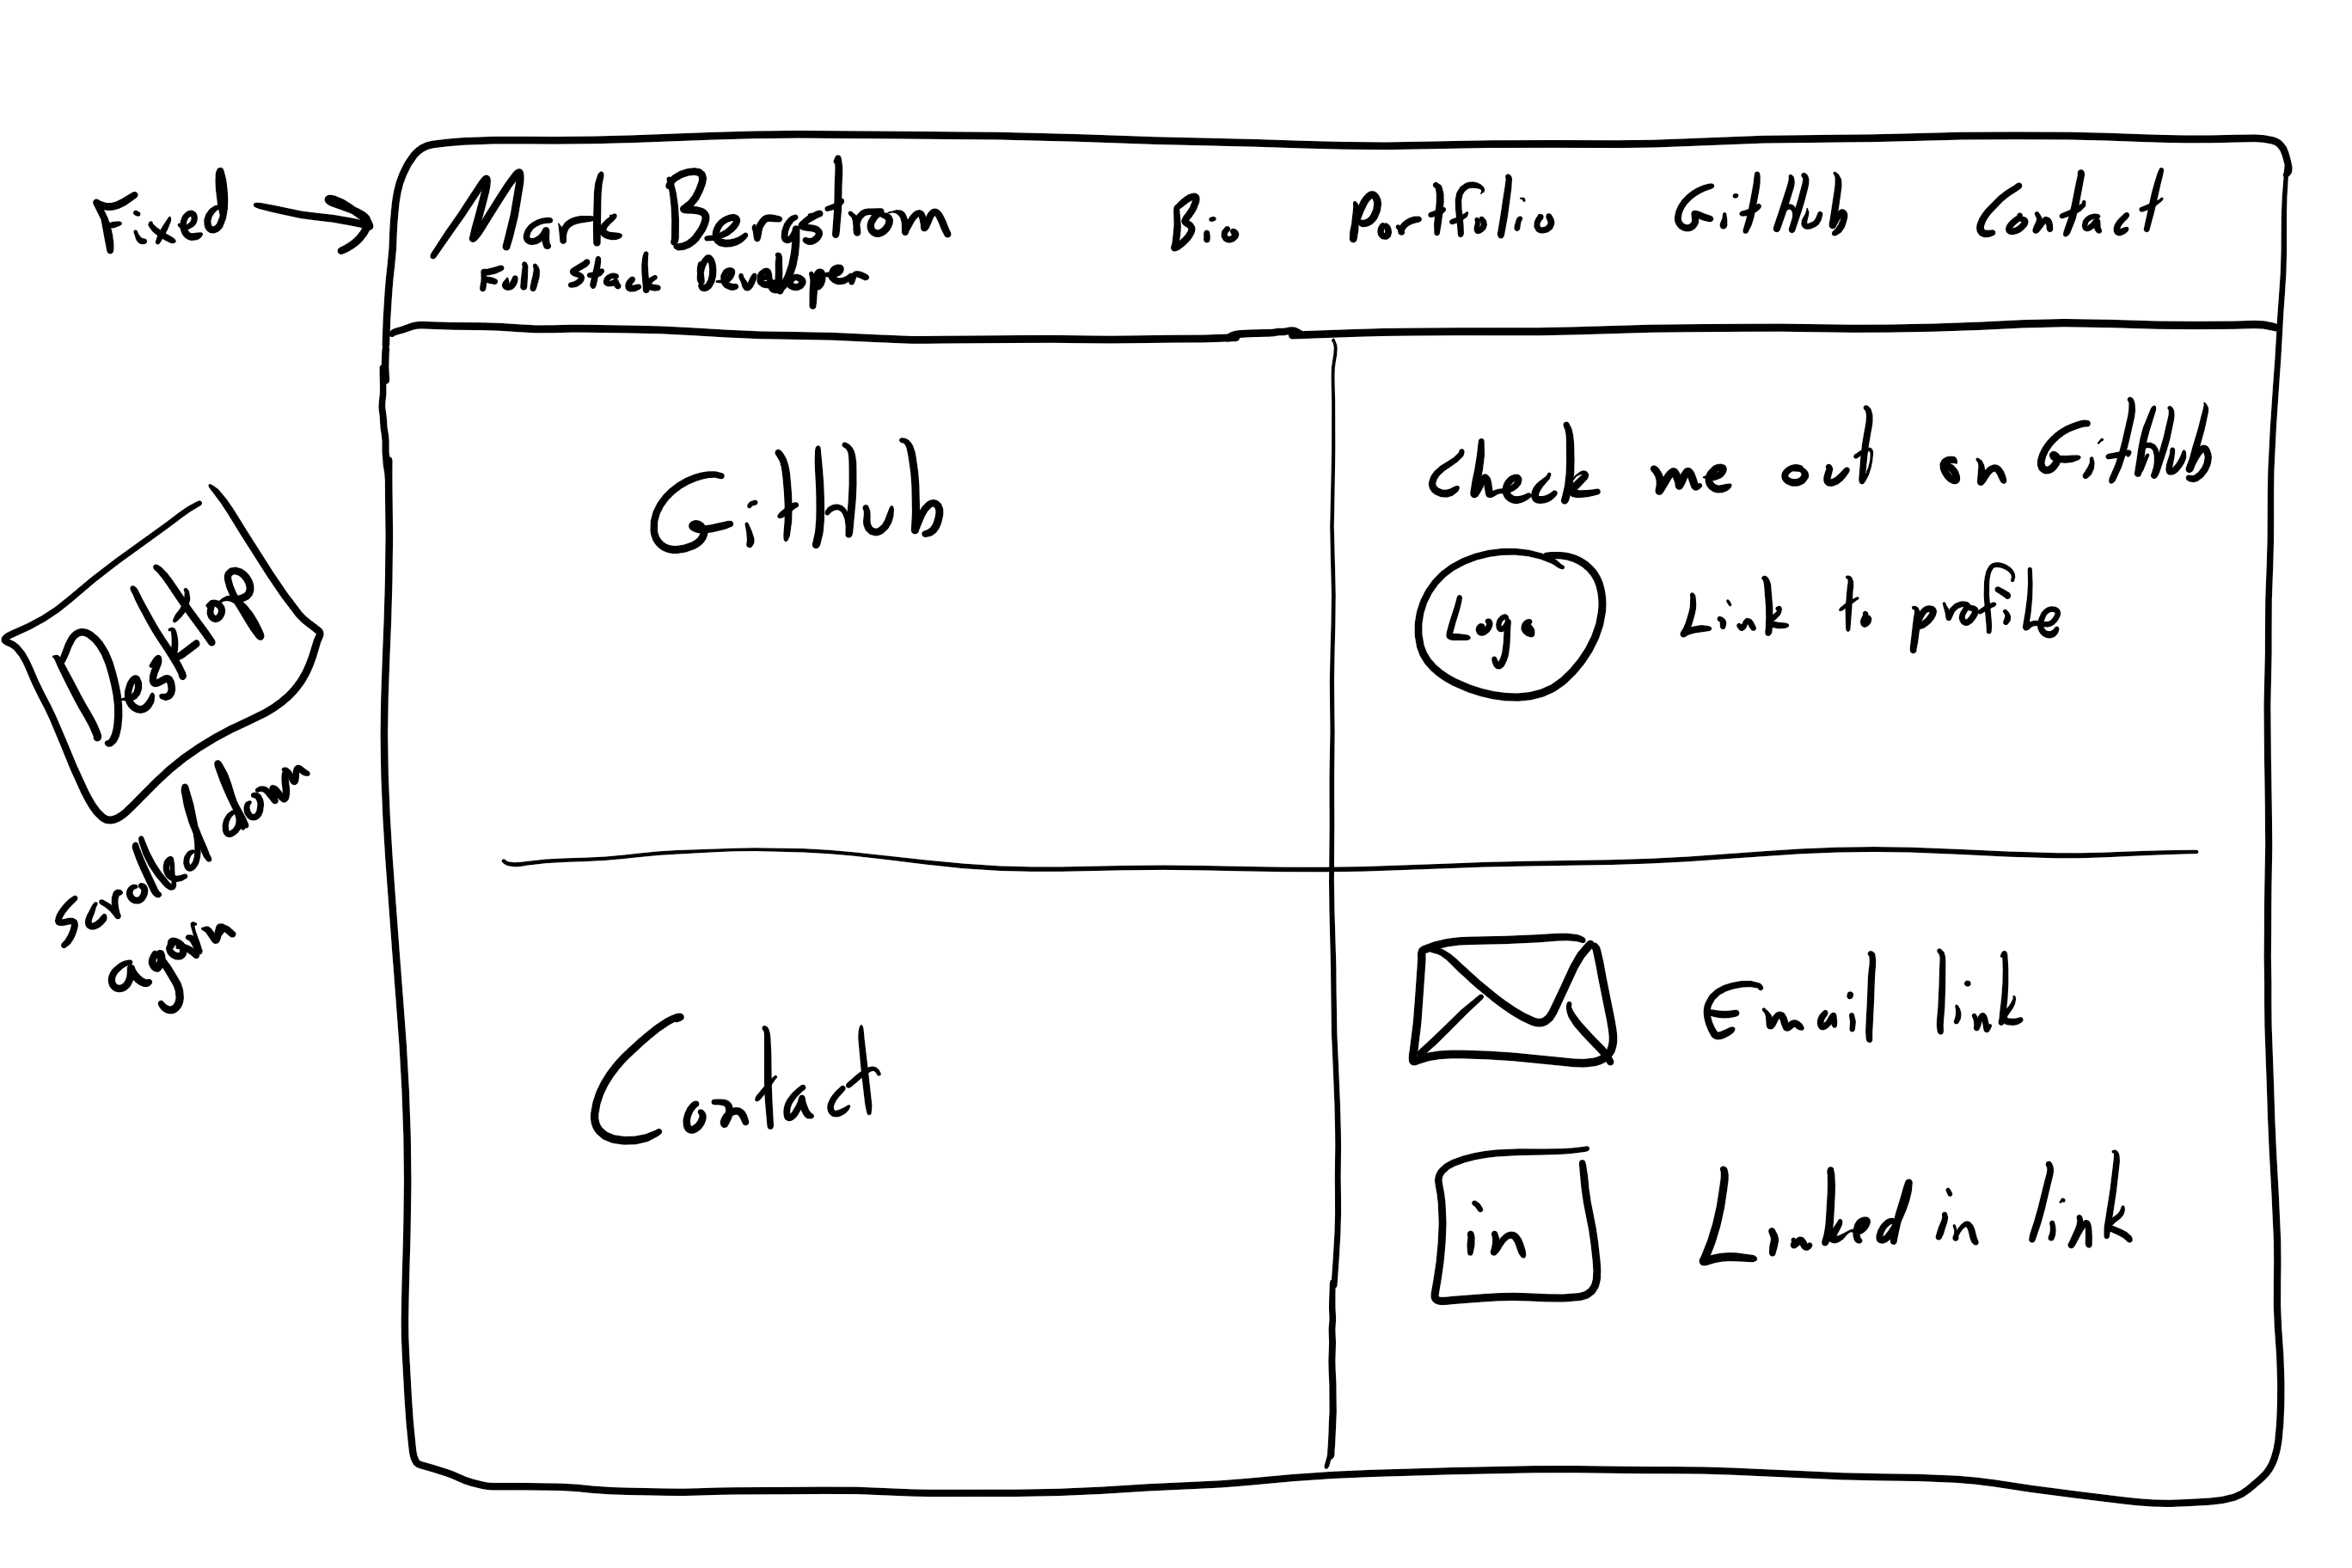 Fixed
Mark Bengtson
Full Stack Developer
Bio
Portfolio
GitHub
Contact
Desktop
Scrolled down
again
GitHub
Check me out on GitHub
Logo
Link to profile
Contact
Email link
in
Linked in link